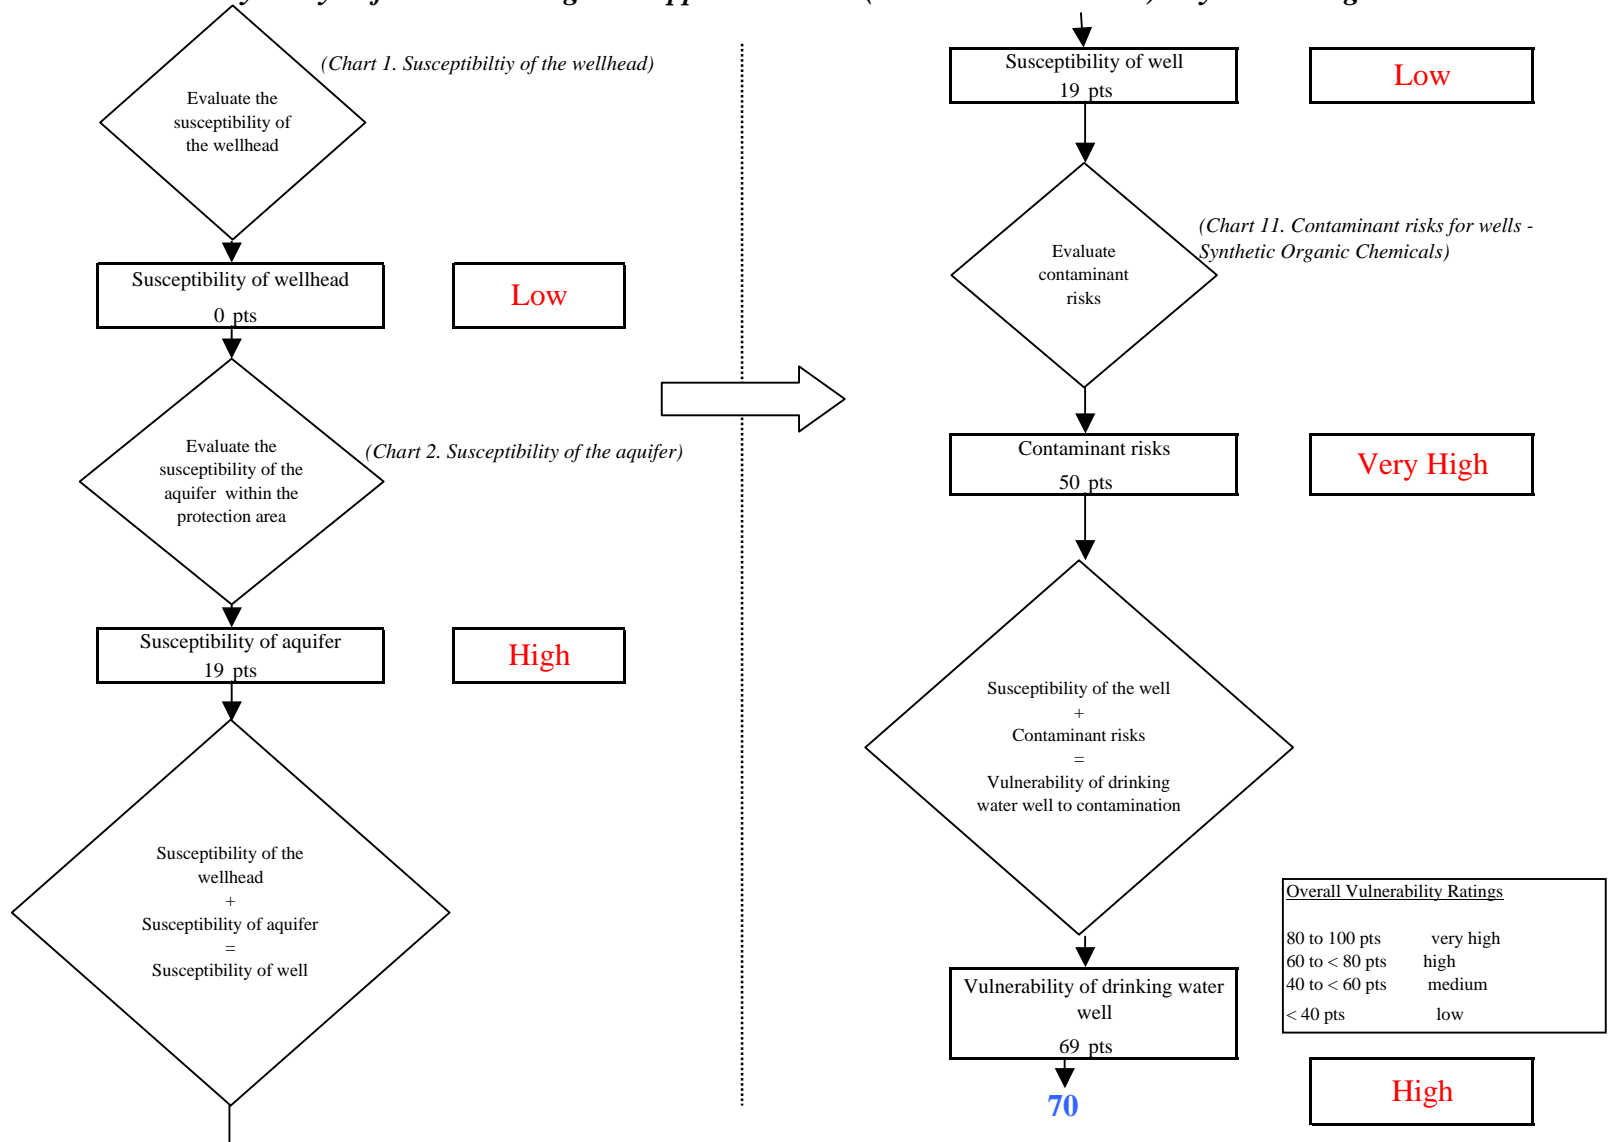 (Chart 1. Susceptibiltiy of the wellhead)
Evaluate the
susceptibility of
the wellhead
Susceptibility of wellhead
0 pts
Low
Evaluate the
susceptibility of the
aquifer within the
protection area
(Chart 2. Susceptibility of the aquifer)
Susceptibility of aquifer
19 pts
High
Susceptibility of the
wellhead
+
Susceptibility of aquifer
=
Susceptibility of well
Susceptibility of well
19 pts
Low
(Chart 11. Contaminant risks for wells -
Synthetic Organic Chemicals)
Evaluate
contaminant
risks
Contaminant risks
50 pts
Very High
Susceptibility of the well
+
Contaminant risks
=
Vulnerability of drinking
water well to contamination
Overall Vulnerability Ratings
80 to 100 pts very high
60 to < 80 pts high
40 to < 60 pts medium
< 40 pts low
Vulnerability of drinking water
well
69 pts
70
High